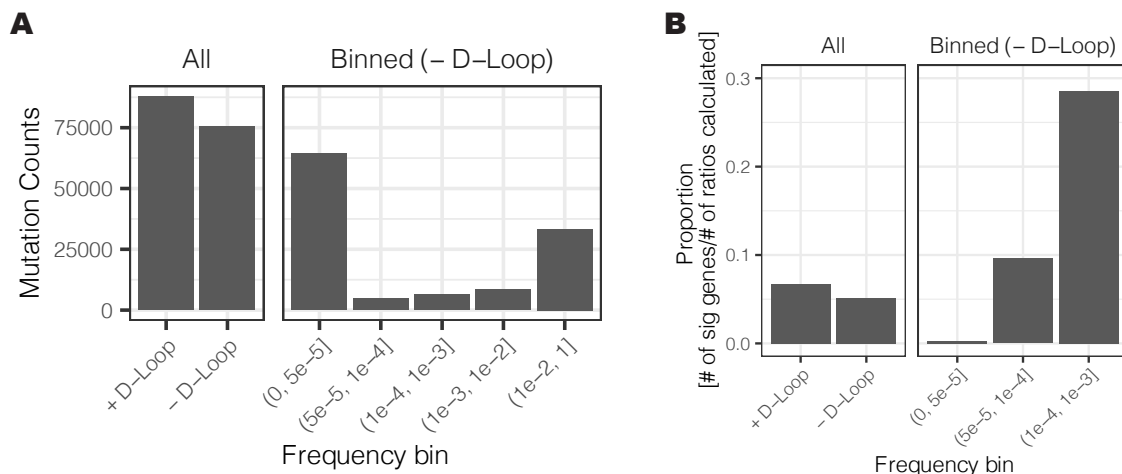 A
All
Binned (− D−Loop)
Mutation Counts
75000
50000
25000
0
+ D−Loop
− D−Loop
(0, 5e−5]
(5e−5, 1e−4]
(1e−4, 1e−3]
(1e−3, 1e−2]
(1e−2, 1]
Frequency bin
B
All
Binned (− D−Loop)
Proportion
[# of sig genes/# of ratios calculated]
0.3
0.2
0.1
0.0
+ D−Loop
− D−Loop
(0, 5e−5]
(5e−5, 1e−4]
(1e−4, 1e−3]
Frequency bin